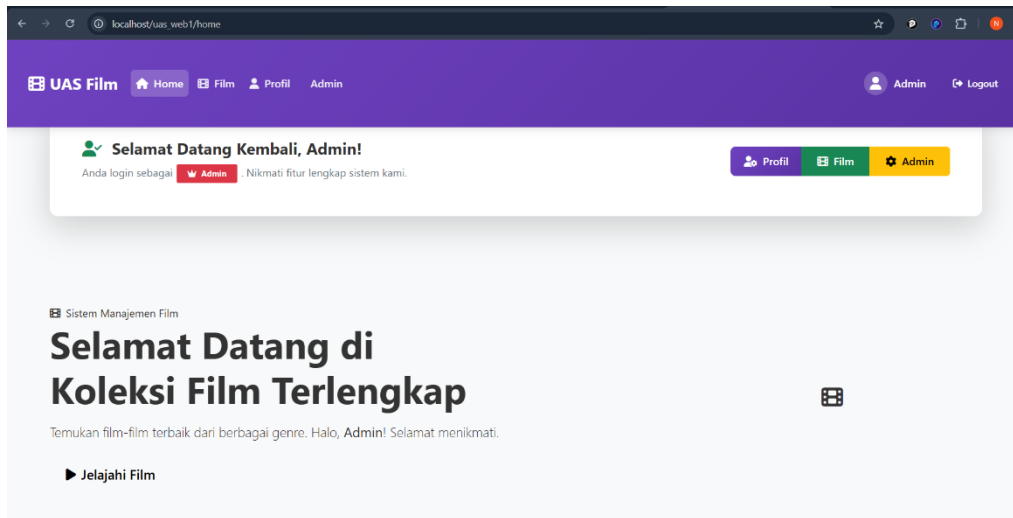 localhost/uas_web1/home
N
UAS Film Home Film Profil Admin Admin Logout
Selamat Datang Kembali, Admin!
Anda login sebagai Admin . Nikmati fitur lengkap sistem kami.
Profil Film Admin
Sistem Manajemen Film
Selamat Datang di
Koleksi Film Terlengkap
Temukan film-film terbaik dari berbagai genre. Halo, Admin! Selamat menikmati.
Jelajahi Film